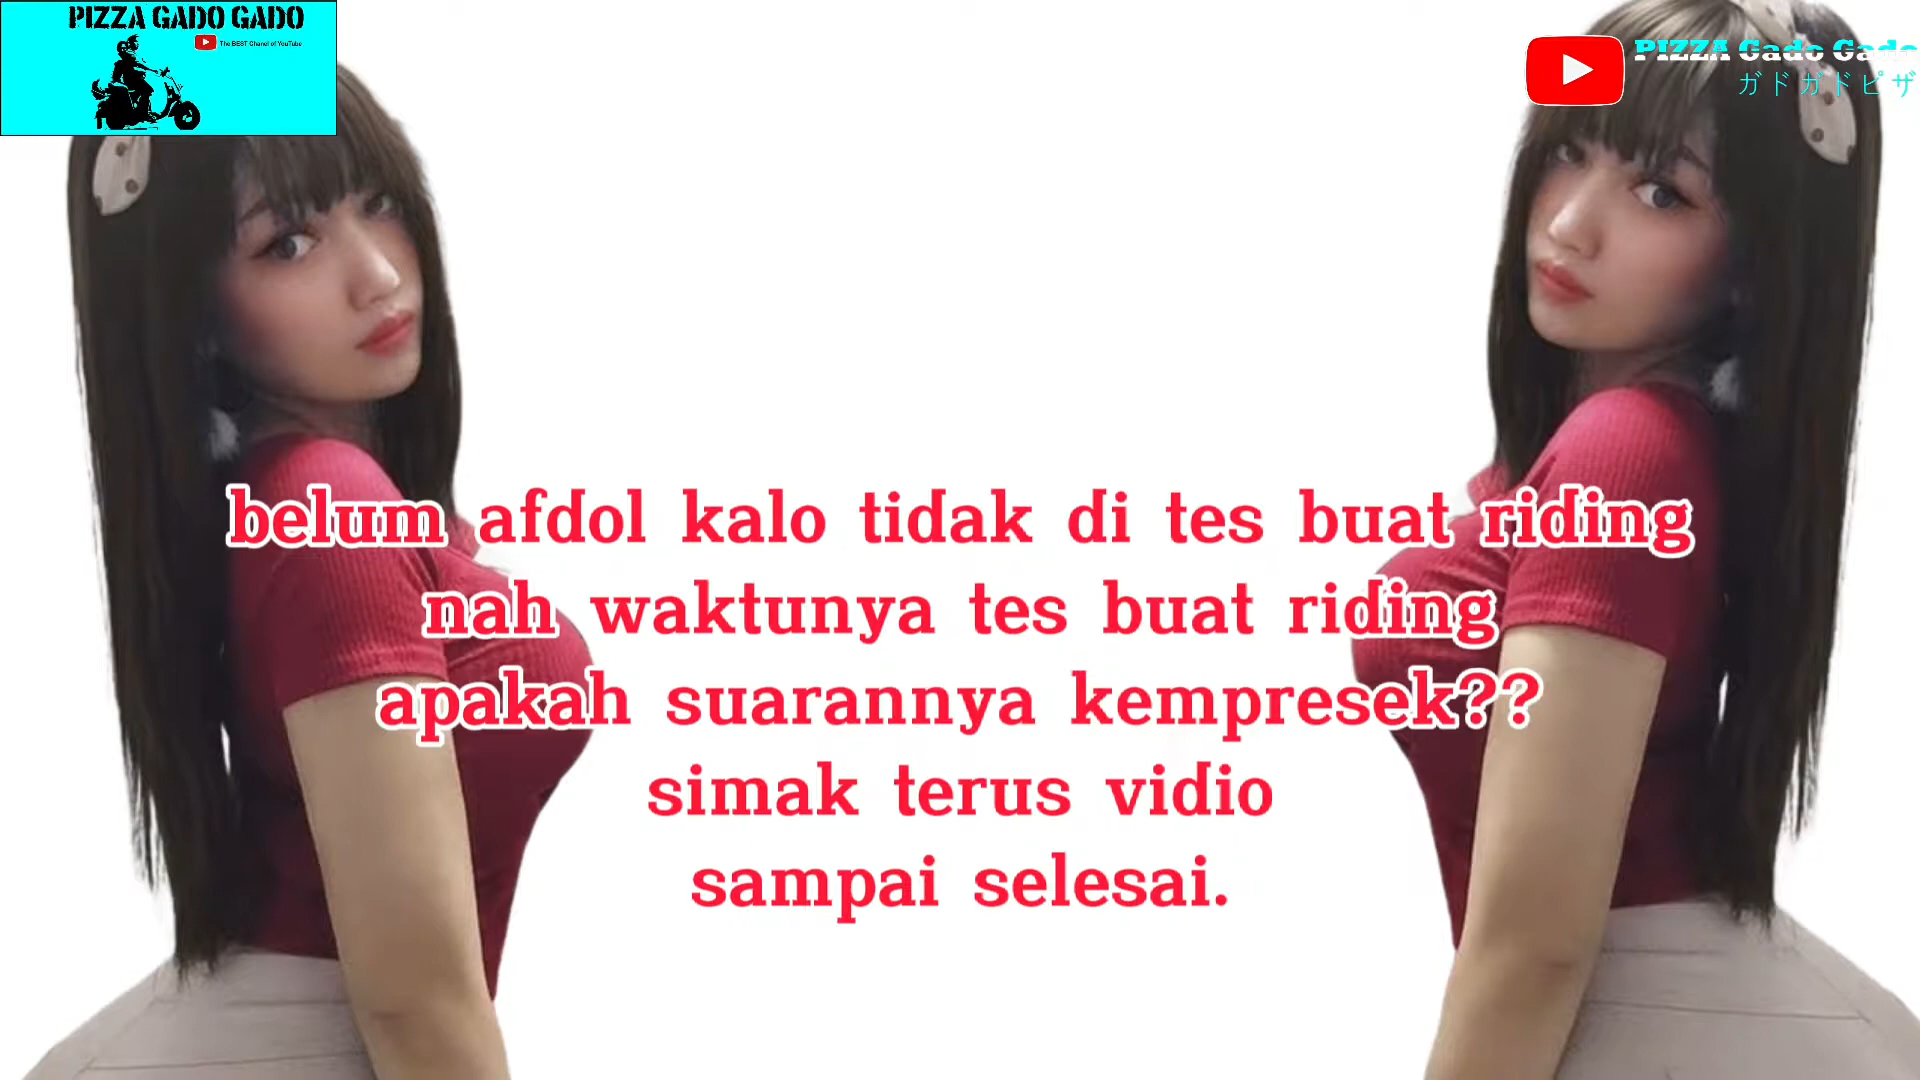 PIZZA GADO GADO
The BEST Chanel of YouTube
PIZZA Gado Gado
ガドガドピザ
belum afdol kalo tidak di tes buat riding
nah waktunya tes buat riding
apakah suarannya kempresek??
simak terus vidio
sampai selesai.